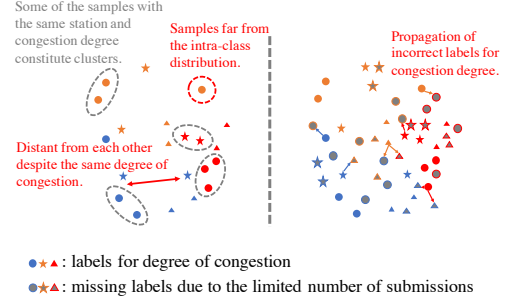 Some of the samples with
the same station and
congestion degree
constitute clusters.
Samples far from
the intra-class
distribution.
Distant from each other
despite the same degree of
congestion.
Propagation of
incorrect labels for
congestion degree.
: labels for degree of congestion
: missing labels due to the limited number of submissions